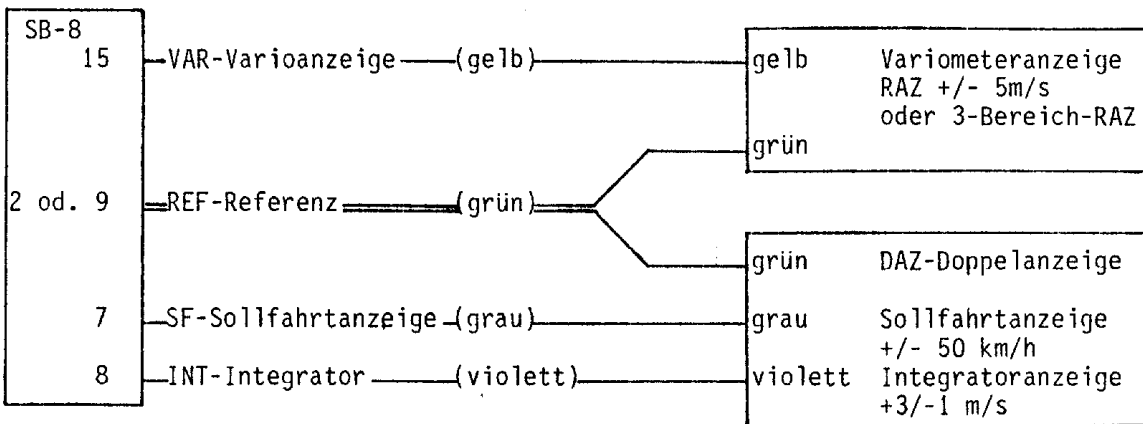 SB-8
15 VAR-Varioanzeige (gelb) gelb Variometeranzeige
RAZ +/- 5m/s
oder 3-Bereich-RAZ
grün
2 od. 9 REF-Referenz (grün)
grün DAZ-Doppelanzeige
7 SF-Sollfahrtanzeige (grau) grau Sollfahrtanzeige
+/- 50 km/h
8 INT-Integrator (violett) violett Integratoranzeige
+3/-1 m/s